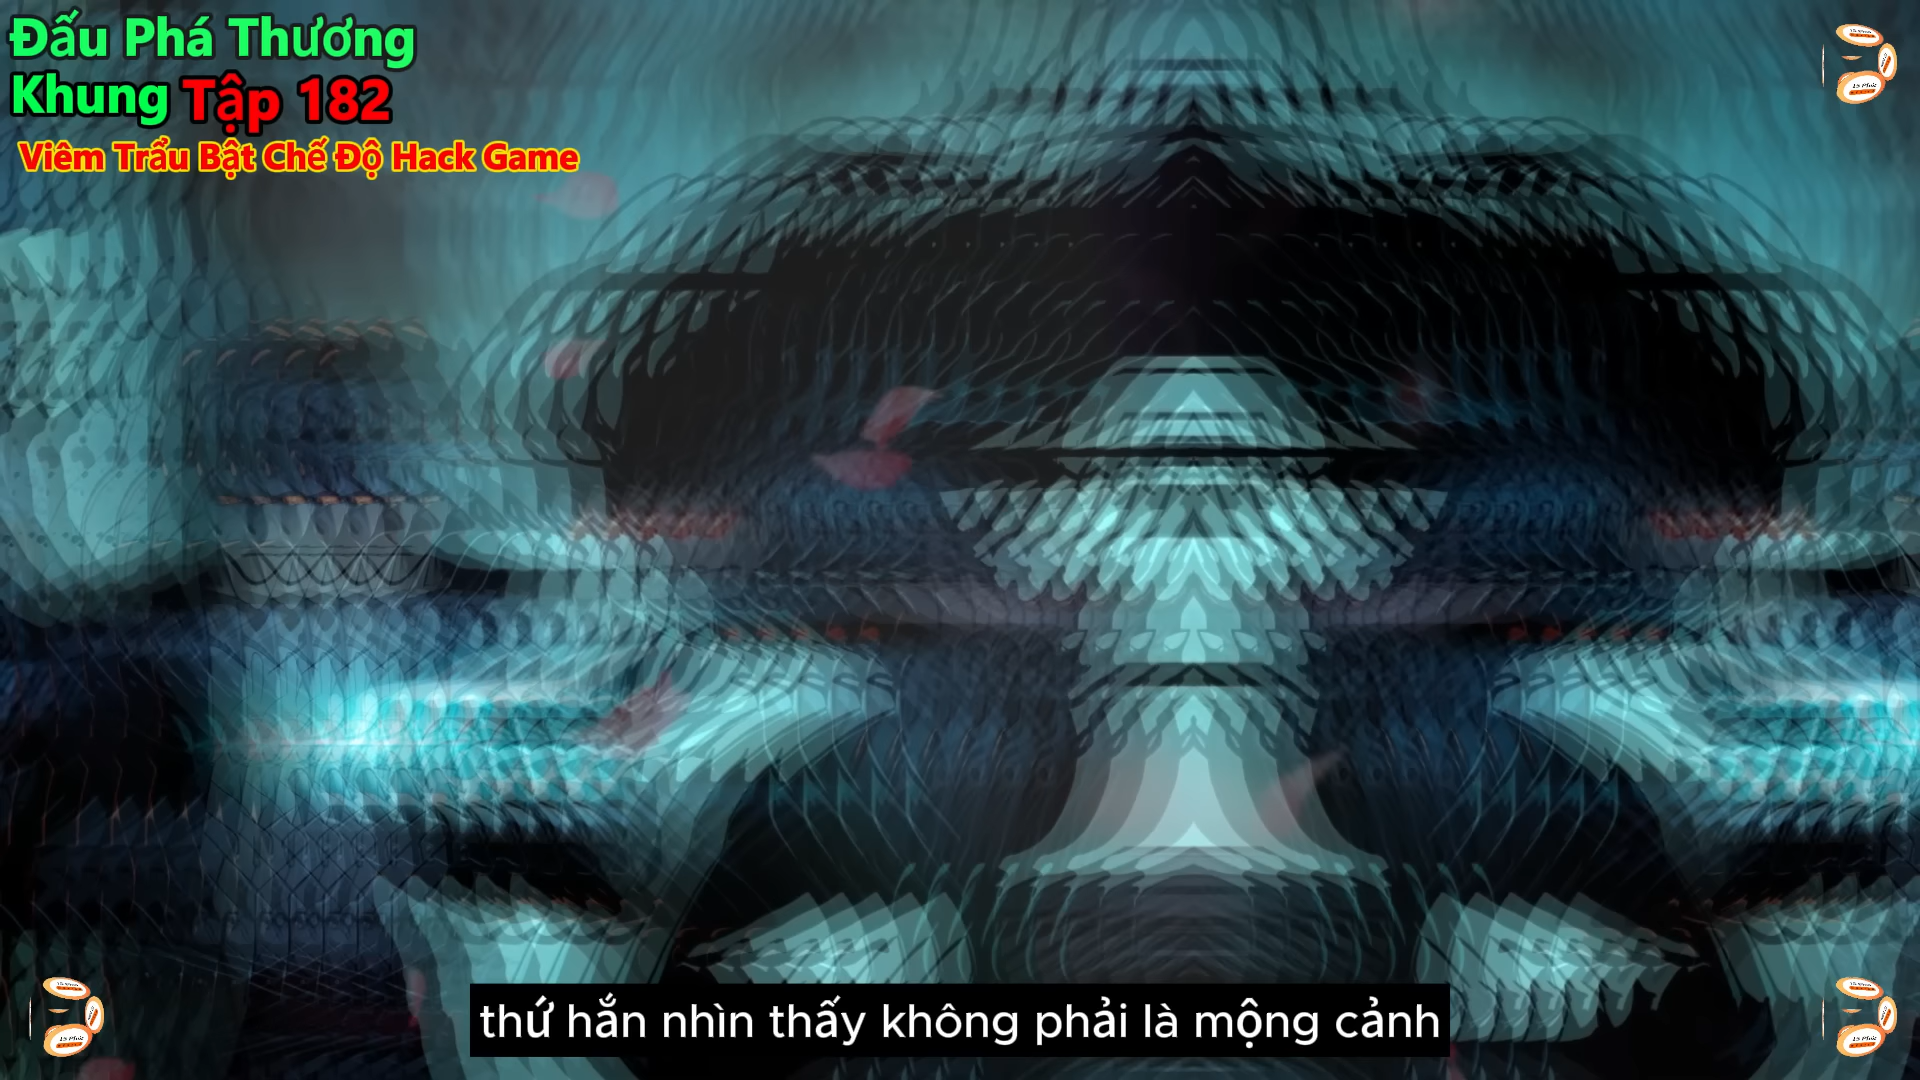 Đấu Phá Thương
Khung Tập 182
Viêm Trẩu Bật Chế Độ Hack Game
thứ hắn nhìn thấy không phải là mộng cảnh